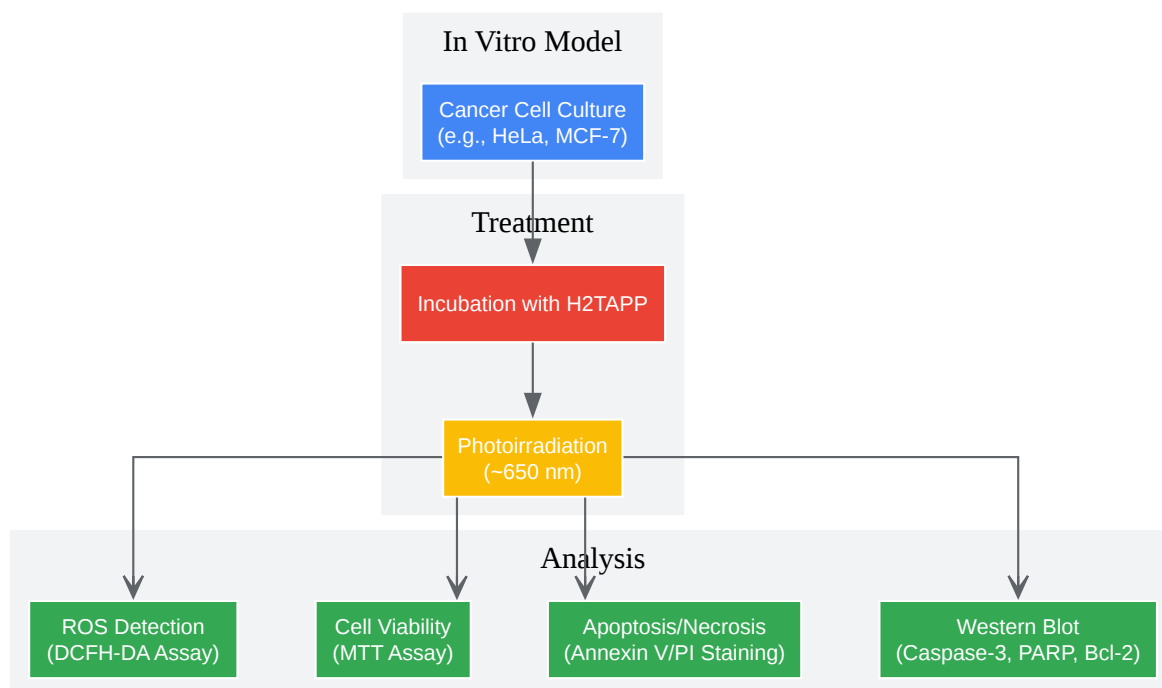 In Vitro Model
Cancer Cell Culture
(e.g., HeLa, MCF-7)
Treatment
Incubation with H2TAPP
Photoirradiation
(~650 nm)
Analysis
ROS Detection
(DCFH-DA Assay)
Cell Viability
(MTT Assay)
Apoptosis/Necrosis
(Annexin V/PI Staining)
Western Blot
(Caspase-3, PARP, Bcl-2)